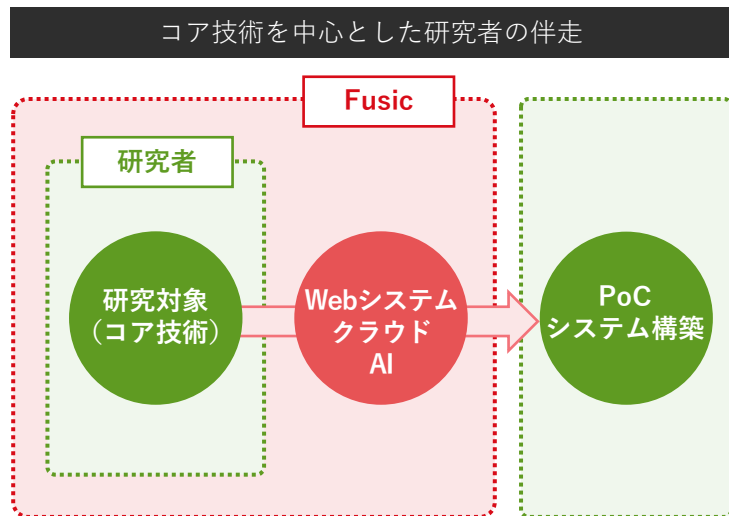 コア技術を中心とした研究者の伴走
Fusic
研究者
研究対象
（コア技術）
Webシステム
クラウド
AI
PoC
システム構築